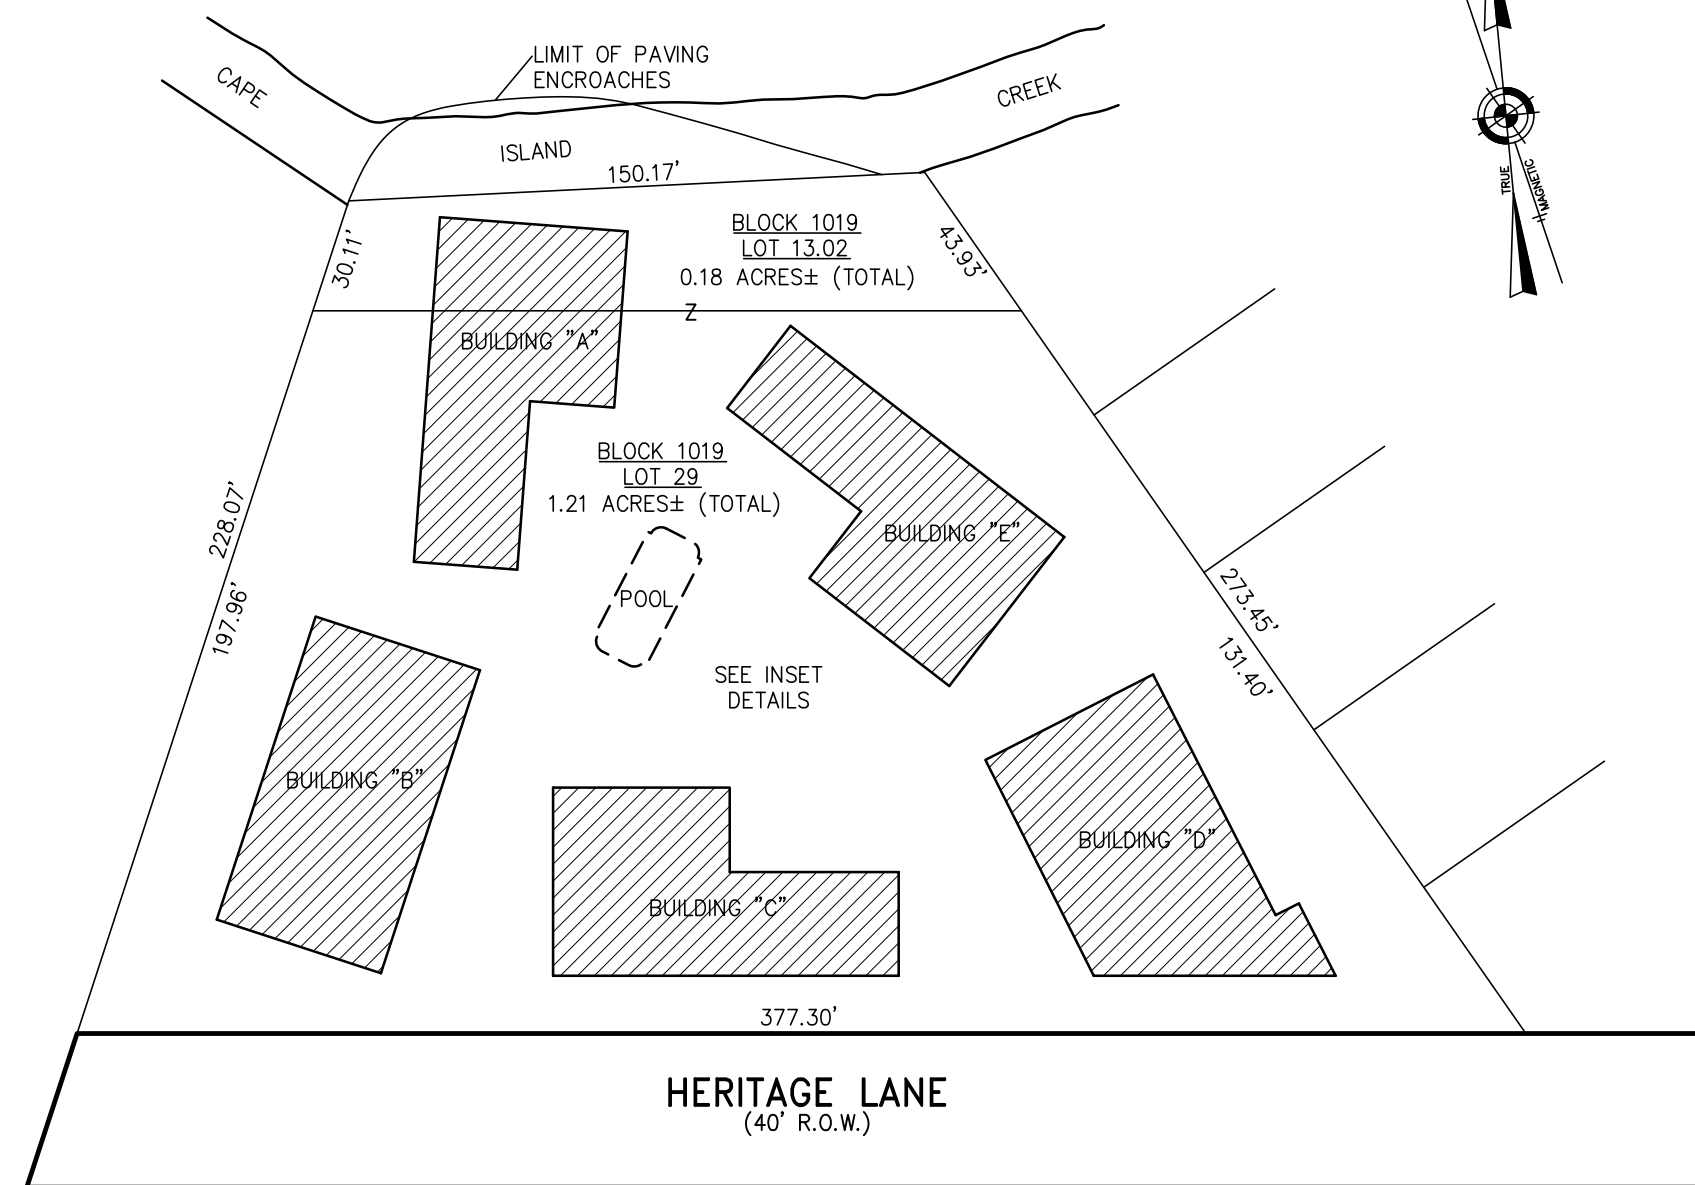 LIMIT OF PAVING
ENCROACHES
CAPE
ISLAND
CREEK
150.17'
TRUE
MAGNETIC
30.11'
BLOCK 1019
LOT 13.02
0.18 ACRES± (TOTAL)
43.93'
Z
BUILDING "A"
BLOCK 1019
LOT 29
1.21 ACRES± (TOTAL)
228.07'
197.96'
BUILDING "E"
POOL
273.45'
131.40'
SEE INSET
DETAILS
BUILDING "B"
BUILDING "D"
BUILDING "C"
377.30'
HERITAGE LANE
(40' R.O.W.)